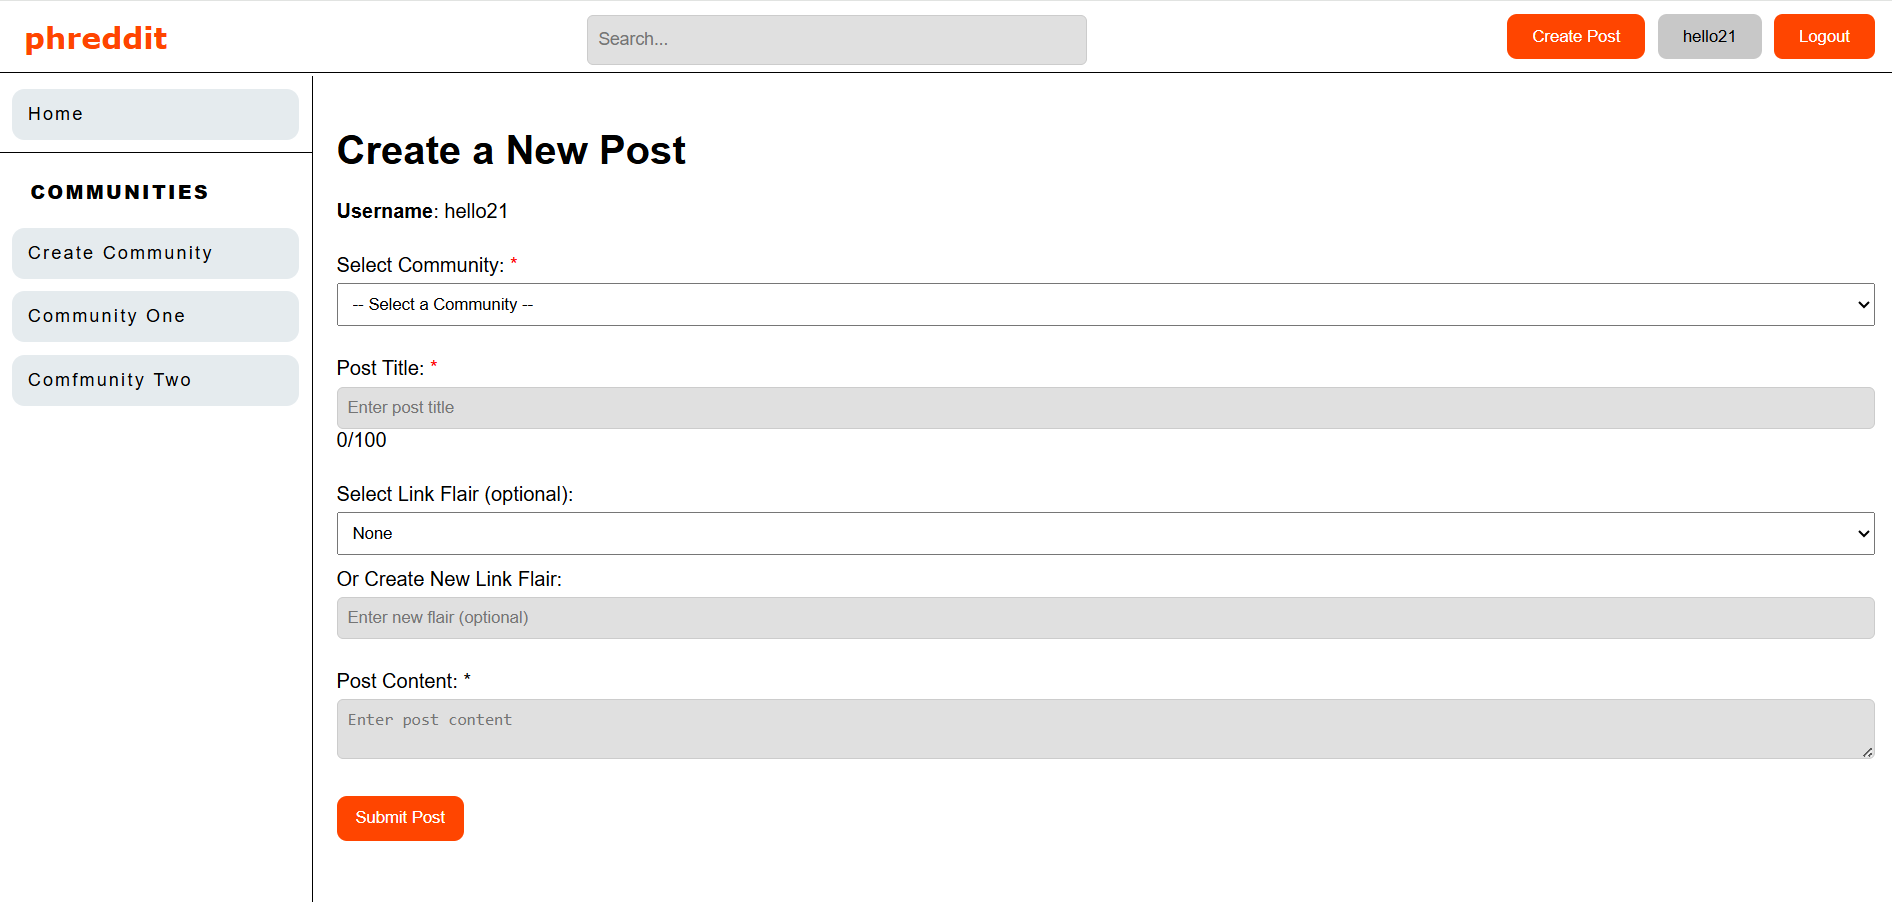 phreddit
Search...
Create Post
hello21
Logout
Home
COMMUNITIES
Create Community
Community One
Comfmunity Two
Create a New Post
Username: hello21
Select Community: *
-- Select a Community --
Post Title: *
Enter post title
0/100
Select Link Flair (optional):
None
Or Create New Link Flair:
Enter new flair (optional)
Post Content: *
Enter post content
Submit Post